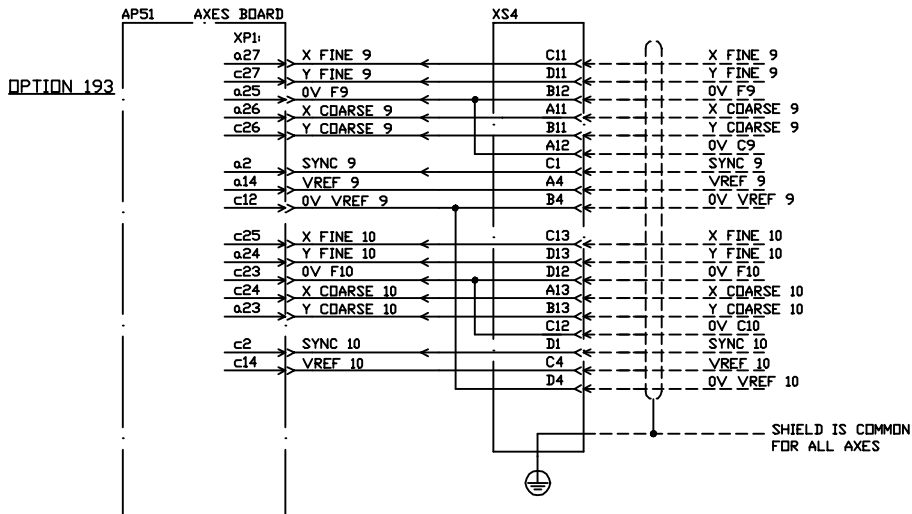 AP51 AXES BOARD XS4
XP1:
a27 X FINE 9 C11 X FINE 9
c27 Y FINE 9 D11 Y FINE 9
OPTION 193
a25 0V F9 B12 0V F9
a26 X COARSE 9 A11 X COARSE 9
c26 Y COARSE 9 B11 Y COARSE 9
A12 0V C9
a2 SYNC 9 C1 SYNC 9
a14 VREF 9 A4 VREF 9
c12 0V VREF 9 B4 0V VREF 9
c25 X FINE 10 C13 X FINE 10
a24 Y FINE 10 D13 Y FINE 10
c23 0V F10 D12 0V F10
c24 X COARSE 10 A13 X COARSE 10
a23 Y COARSE 10 B13 Y COARSE 10
C12 0V C10
c2 SYNC 10 D1 SYNC 10
c14 VREF 10 C4 VREF 10
D4 0V VREF 10
SHIELD IS COMMON
FOR ALL AXES